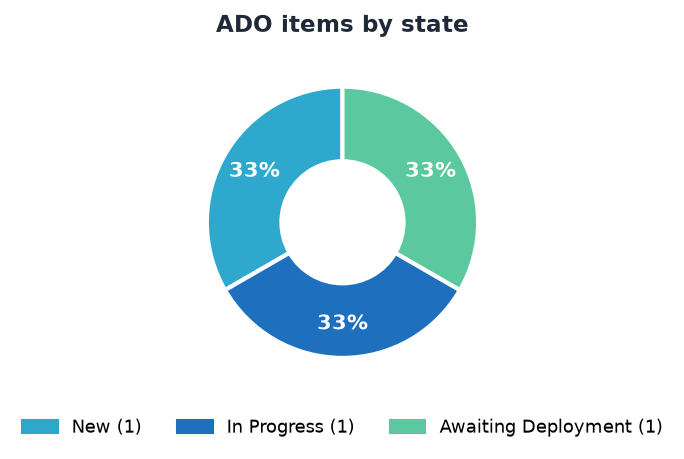 ADO items by state
33%
33%
33%
New (1)
In Progress (1)
Awaiting Deployment (1)